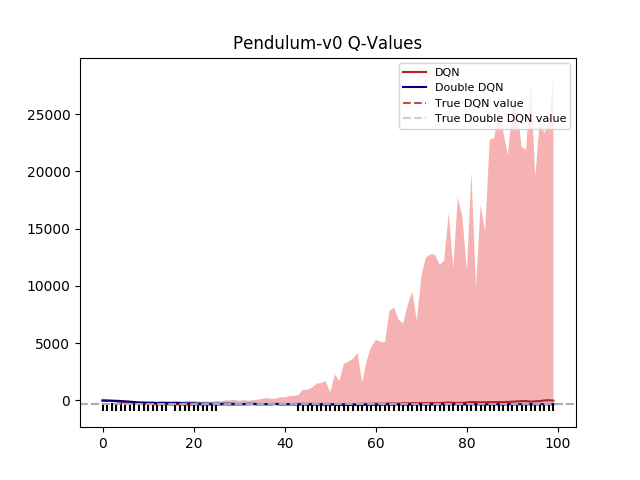 Pendulum-v0 Q-Values
DQN
Double DQN
True DQN value
True Double DQN value
25000
20000
15000
10000
5000
0
0
20
40
60
80
100